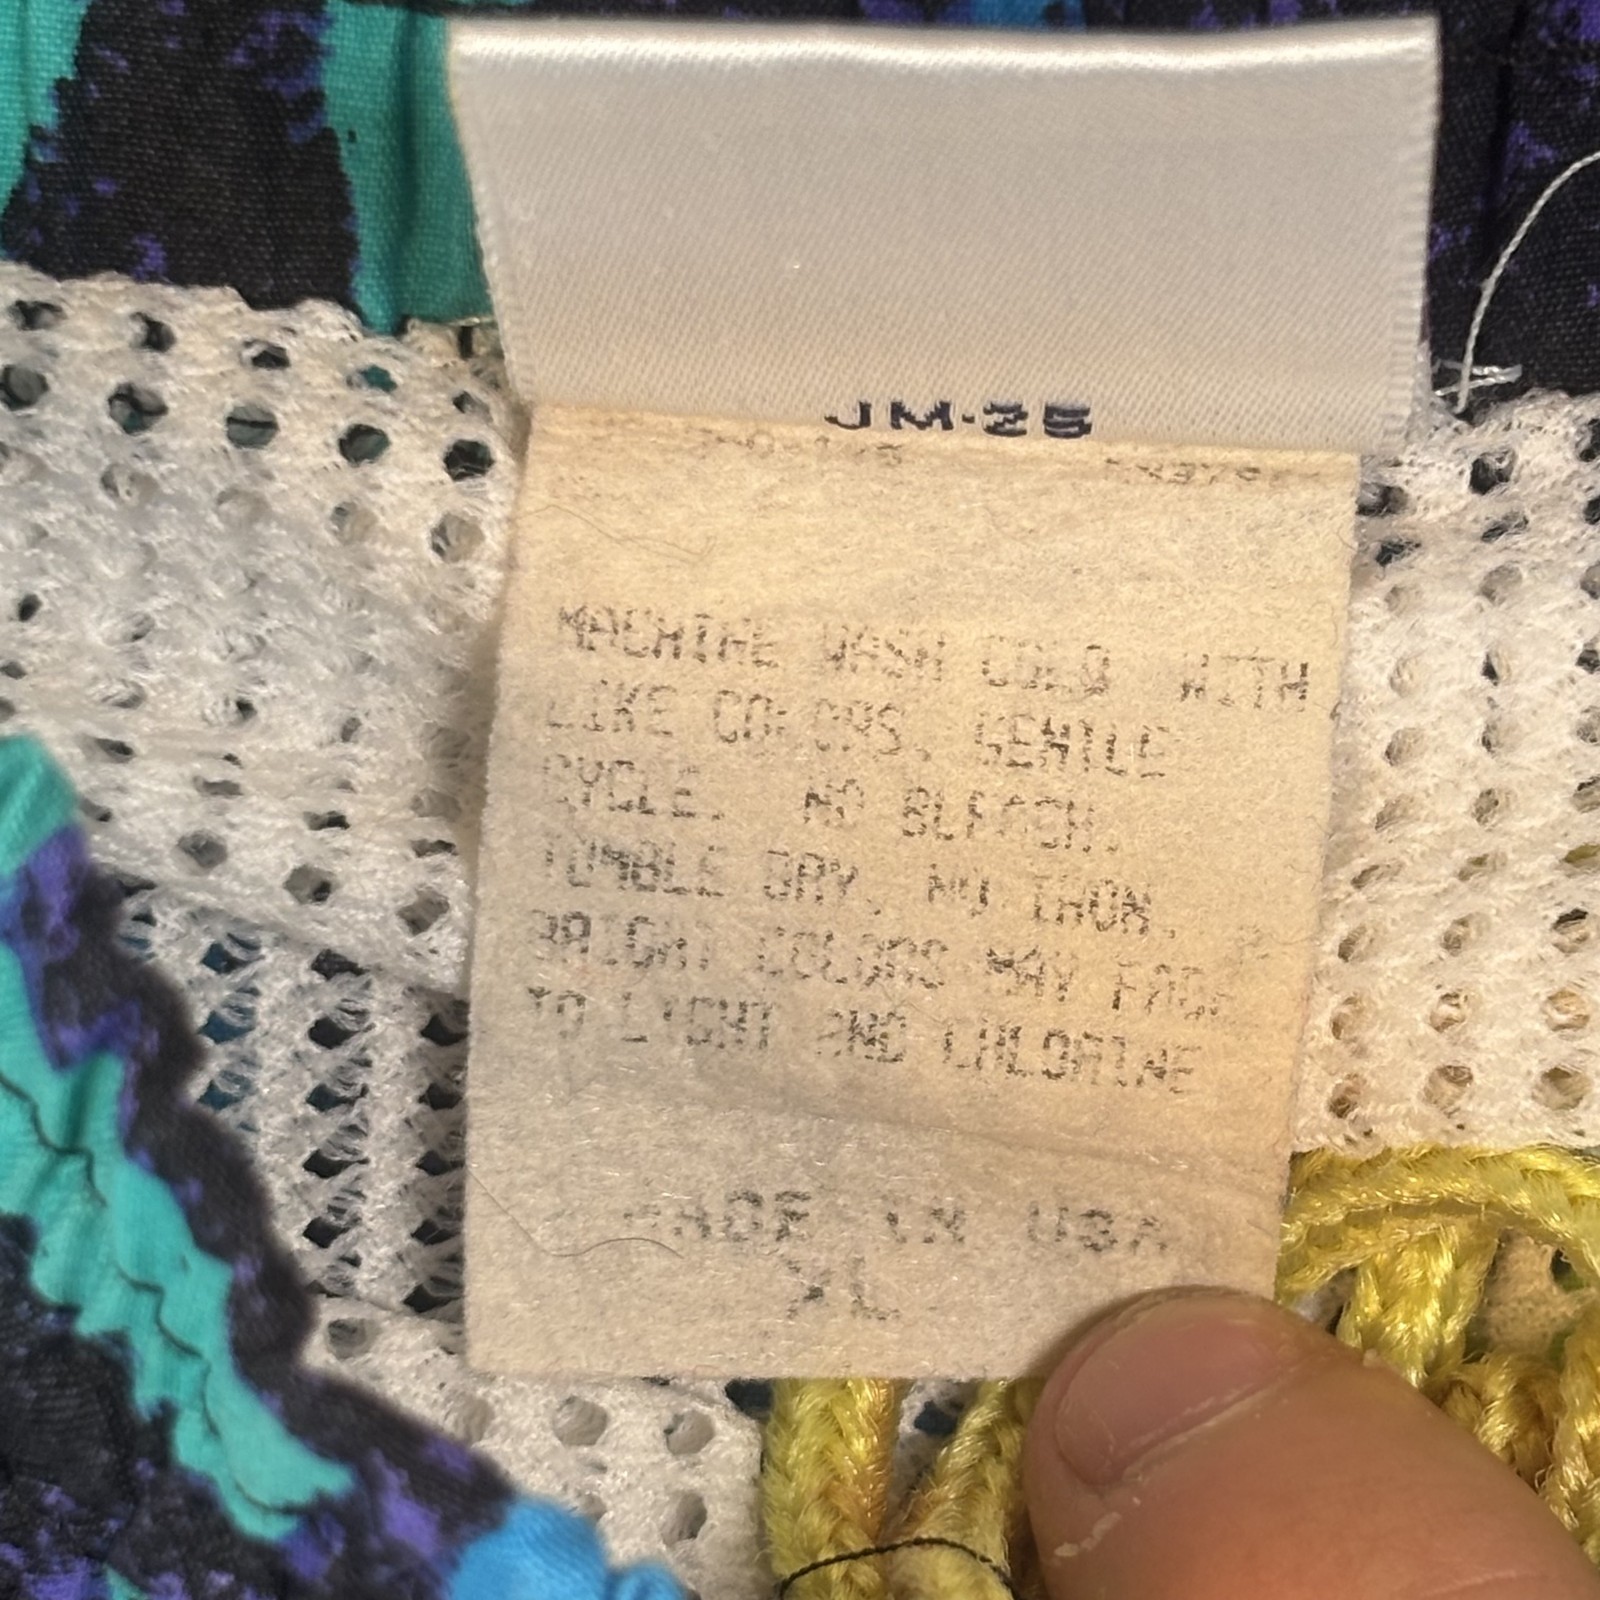 JM-25
MACHINE WASH COLD WITH
LIKE COLORS. GENTLE
CYCLE. NO BLEACH.
TUMBLE DRY. NO IRON.
BRIGHT COLORS MAY
TO LIGHT AND CHLORINE
MADE IN USA
XL